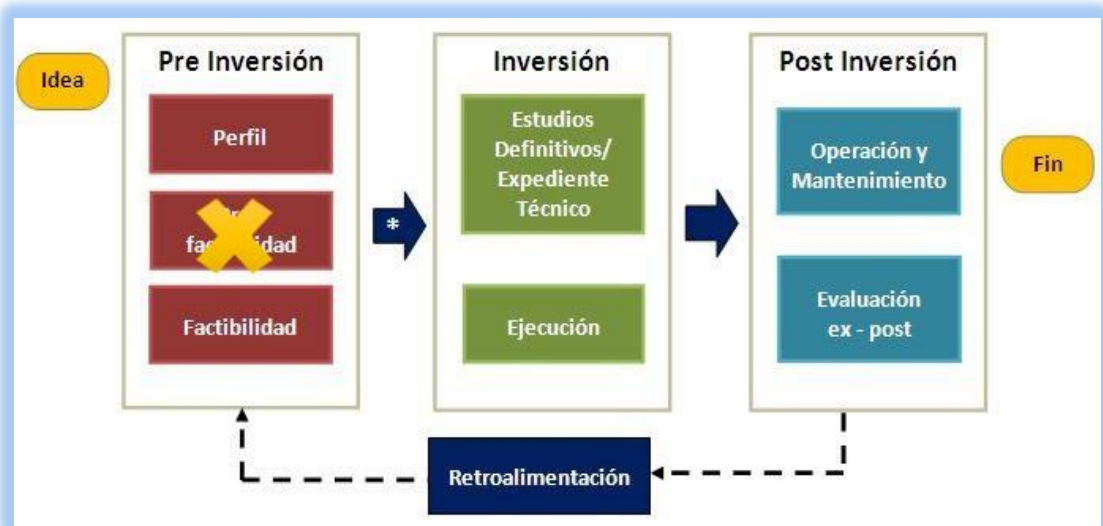 Idea
Pre Inversión
Perfil
Factibilidad
*
Inversión
Estudios
Definitivos/
Expediente
Técnico
Ejecución
Post Inversión
Operación y
Mantenimiento
Evaluación
ex - post
Fin
Retroalimentación